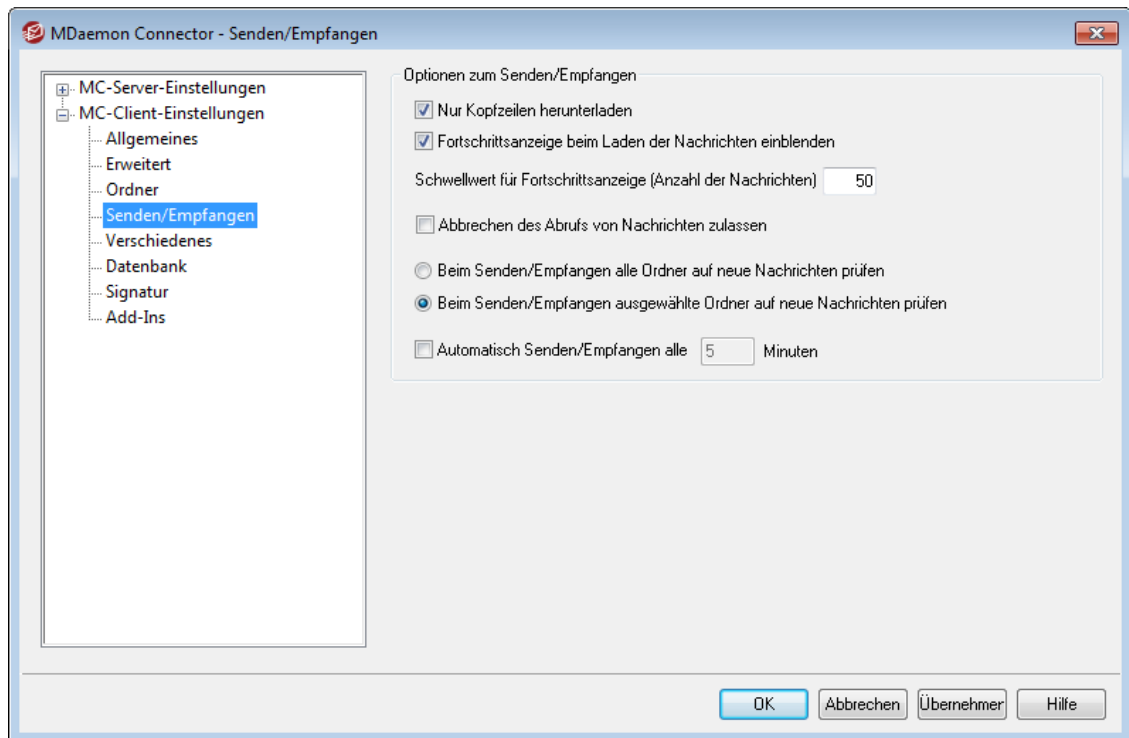 MDaemon Connector - Senden/Empfangen
MC-Server-Einstellungen
MC-Client-Einstellungen
Allgemeines
Erweitert
Ordner
Senden/Empfangen
Verschiedenes
Datenbank
Signatur
Add-Ins
Optionen zum Senden/Empfangen
Nur Kopfzeilen herunterladen
Fortschrittsanzeige beim Laden der Nachrichten einblenden
Schwellwert für Fortschrittsanzeige (Anzahl der Nachrichten) 50
Abbrechen des Abrufs von Nachrichten zulassen
Beim Senden/Empfangen alle Ordner auf neue Nachrichten prüfen
Beim Senden/Empfangen ausgewählte Ordner auf neue Nachrichten prüfen
Automatisch Senden/Empfangen alle 5 Minuten
OK Abbrechen Übernehmer Hilfe